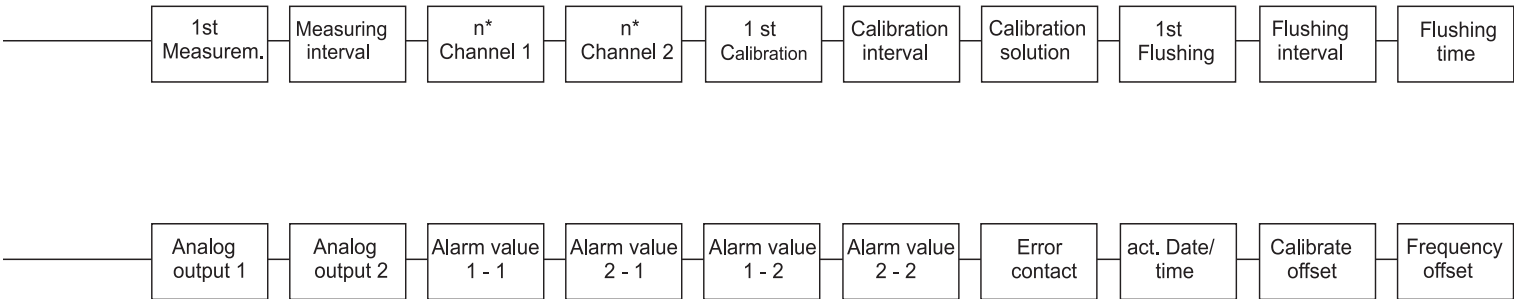 1st
Measurem.
Measuring
interval
n*
Channel 1
n*
Channel 2
1 st
Calibration
Calibration
interval
Calibration
solution
1st
Flushing
Flushing
interval
Flushing
time
Analog
output 1
Analog
output 2
Alarm value
1 - 1
Alarm value
2 - 1
Alarm value
1 - 2
Alarm value
2 - 2
Error
contact
act. Date/
time
Calibrate
offset
Frequency
offset